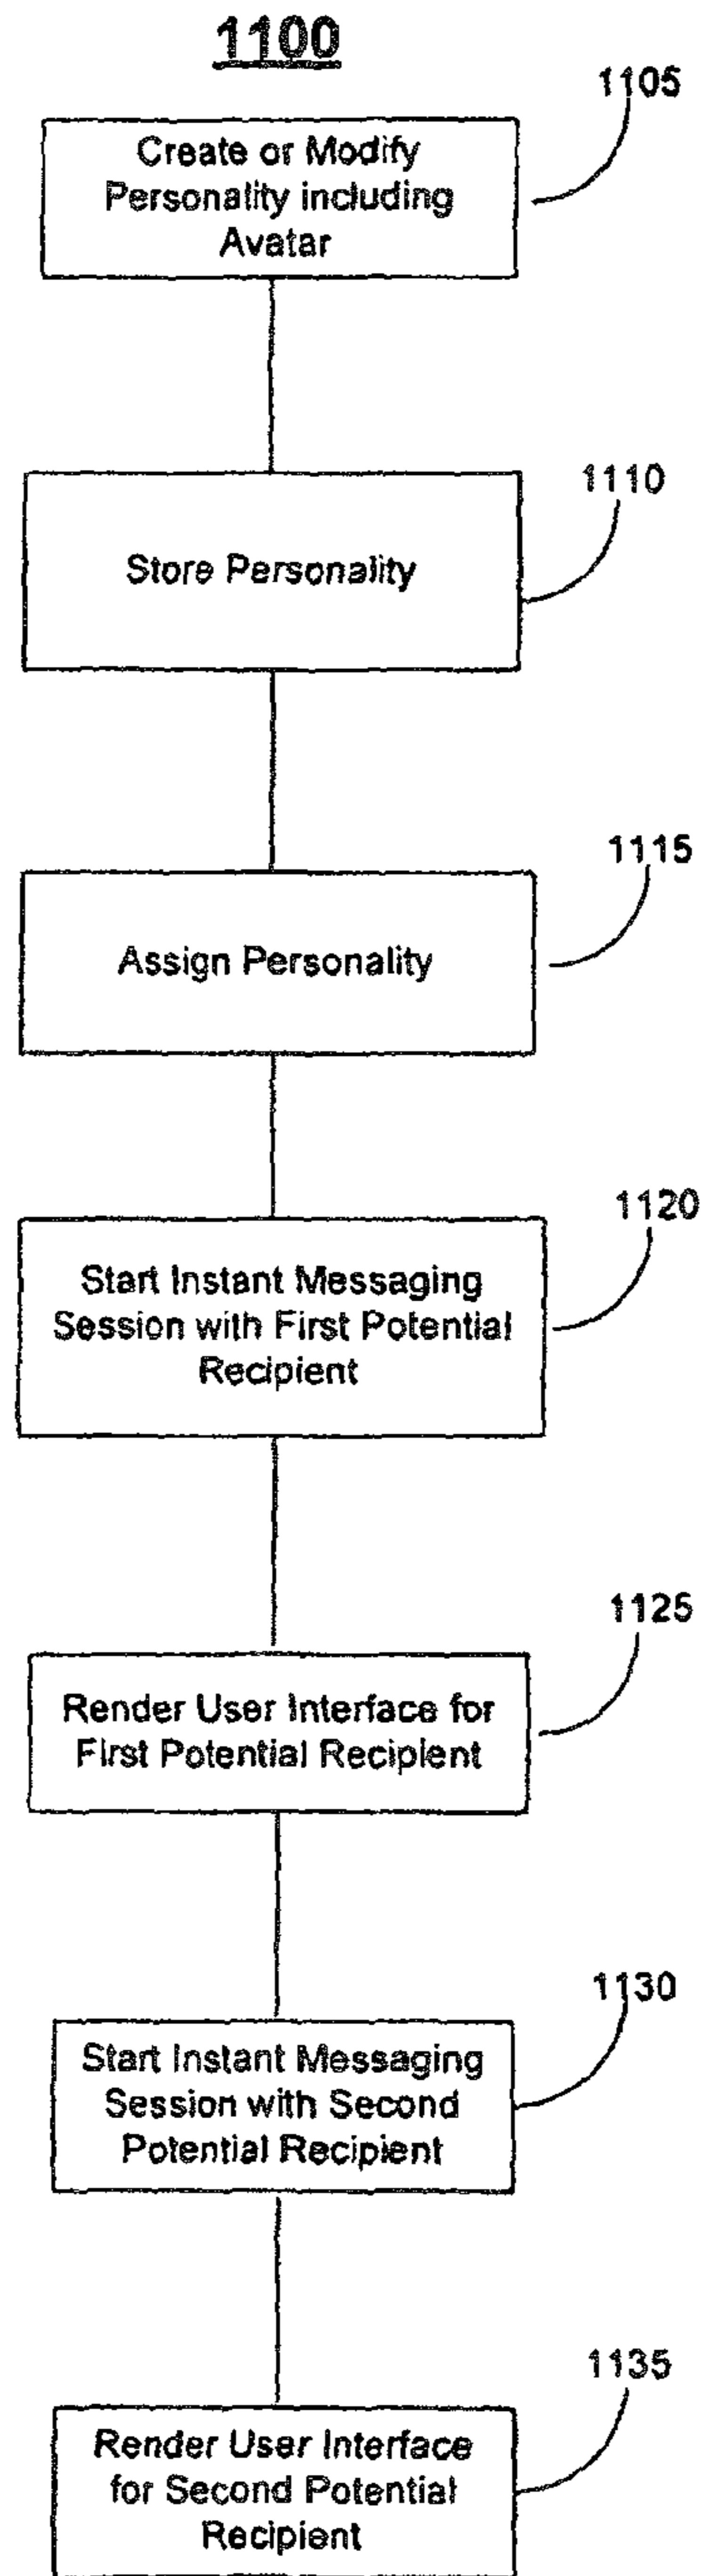 1100
1105
Create or Modify
Personality including
Avatar
1110
Store Personality
1115
Assign Personality
1120
Start Instant Messaging
Session with First Potential
Recipient
1125
Render User Interface for
First Potential Recipient
1130
Start Instant Messaging
Session with Second
Potential Recipient
1135
Render User Interface
for Second Potential
Recipient